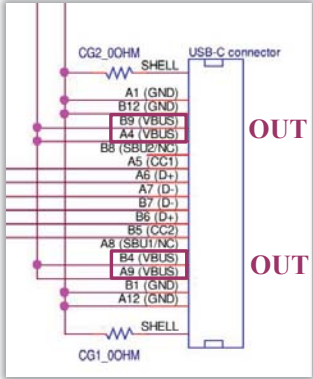 CG2_0OHM
USB-C connector
SHELL
A1 (GND)
B12 (GND)
B9 (VBUS)
OUT
A4 (VBUS)
B8 (SBU2/NC)
A5 (CC1)
A6 (D+)
A7 (D-)
B7 (D-)
B6 (D+)
B5 (CC2)
A8 (SBU1/NC)
B4 (VBUS)
OUT
A9 (VBUS)
B1 (GND)
A12 (GND)
SHELL
CG1_0OHM